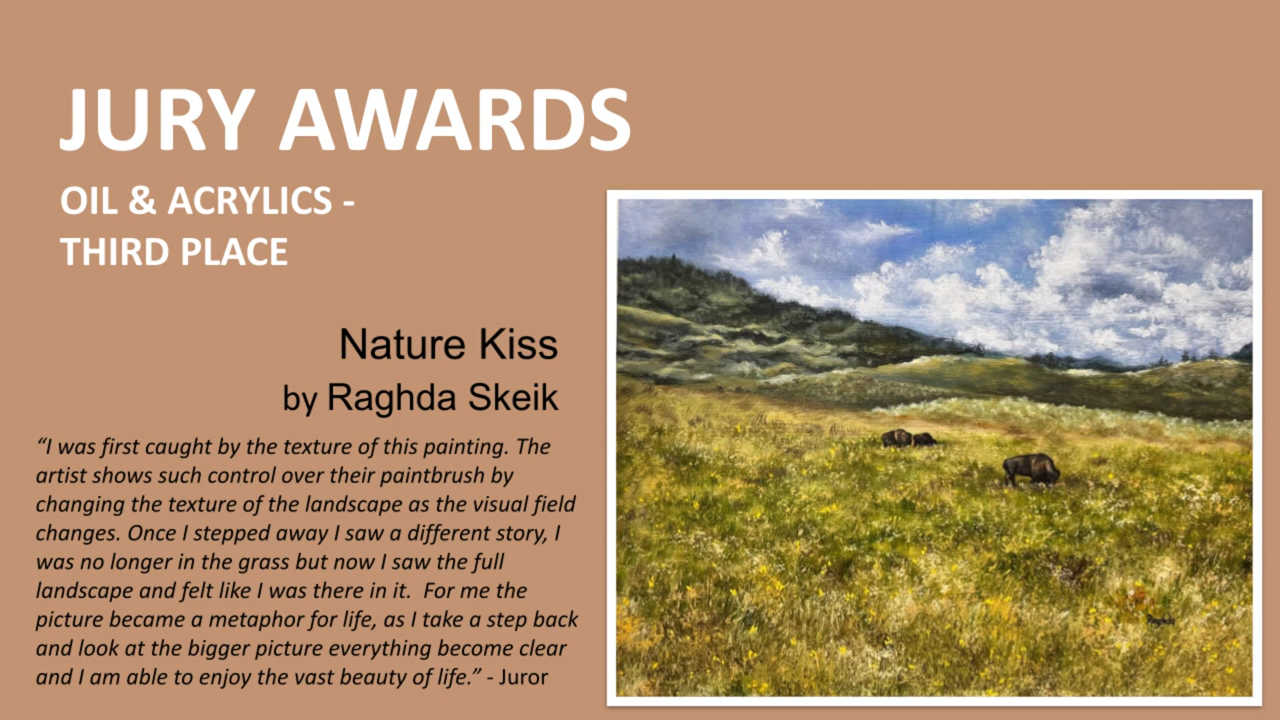 JURY AWARDS
OIL & ACRYLICS -
THIRD PLACE
Nature Kiss
by Raghda Skeik
“I was first caught by the texture of this painting. The
artist shows such control over their paintbrush by
changing the texture of the landscape as the visual field
changes. Once I stepped away I saw a different story, I
was no longer in the grass but now I saw the full
landscape and felt like I was there in it.  For me the
picture became a metaphor for life, as I take a step back
and look at the bigger picture everything become clear
and I am able to enjoy the vast beauty of life.” - Juror
Raghda